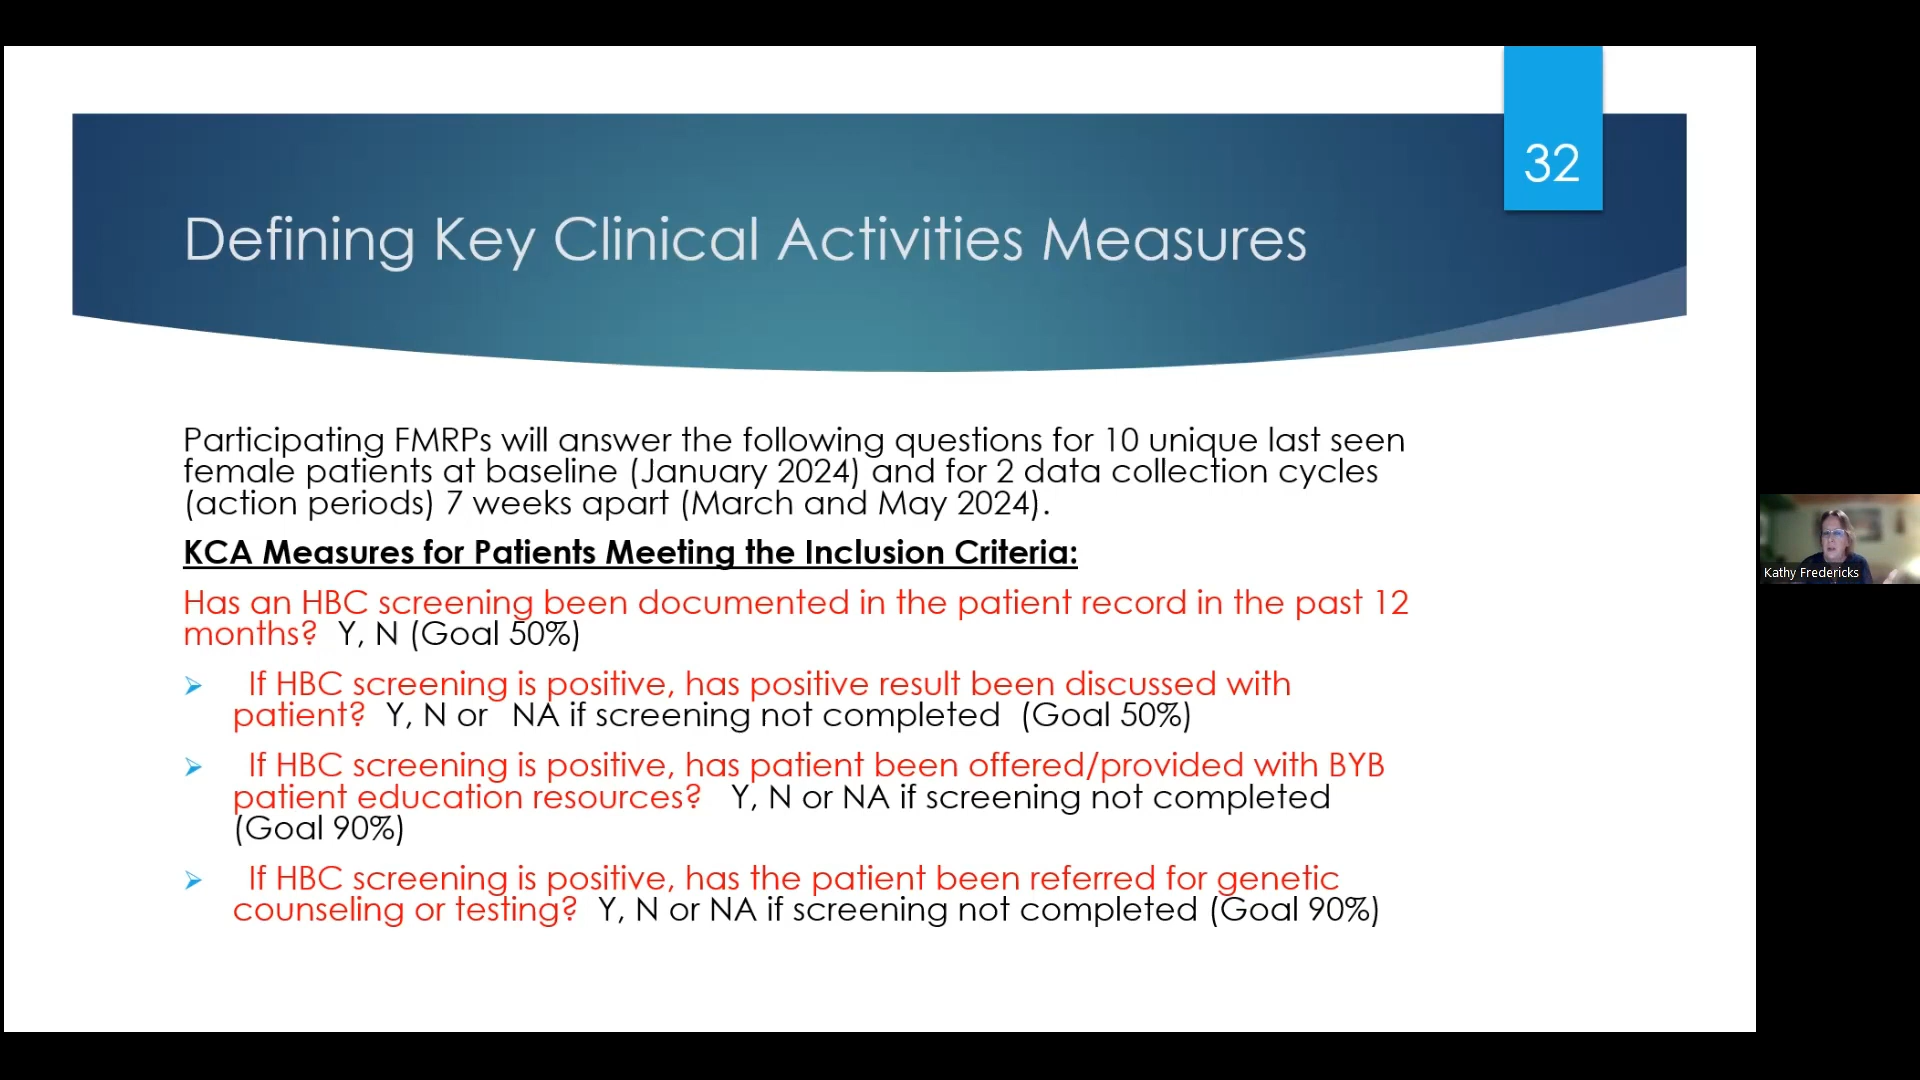 32
Defining Key Clinical Activities Measures
Participating FMRPs will answer the following questions for 10 unique last seen
female patients at baseline (January 2024) and for 2 data collection cycles
(action periods) 7 weeks apart (March and May 2024).
KCA Measures for Patients Meeting the Inclusion Criteria:
Has an HBC screening been documented in the patient record in the past 12
months?  Y, N (Goal 50%)
If HBC screening is positive, has positive result been discussed with
patient?  Y, N or   NA if screening not completed  (Goal 50%)
If HBC screening is positive, has patient been offered/provided with BYB
patient education resources?   Y, N or NA if screening not completed
(Goal 90%)
If HBC screening is positive, has the patient been referred for genetic
counseling or testing?  Y, N or NA if screening not completed (Goal 90%)
Kathy Fredericks